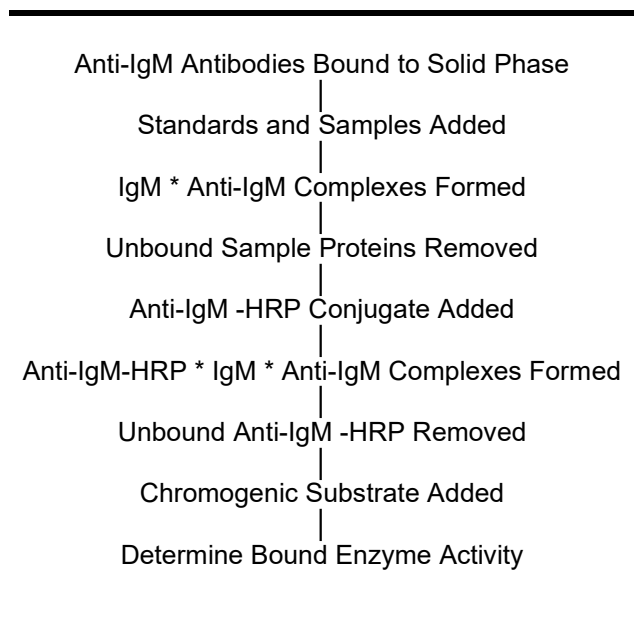 Anti-IgM Antibodies Bound to Solid Phase
Standards and Samples Added
IgM * Anti-IgM Complexes Formed
Unbound Sample Proteins Removed
Anti-IgM -HRP Conjugate Added
Anti-IgM-HRP * IgM * Anti-IgM Complexes Formed
Unbound Anti-IgM -HRP Removed
Chromogenic Substrate Added
Determine Bound Enzyme Activity